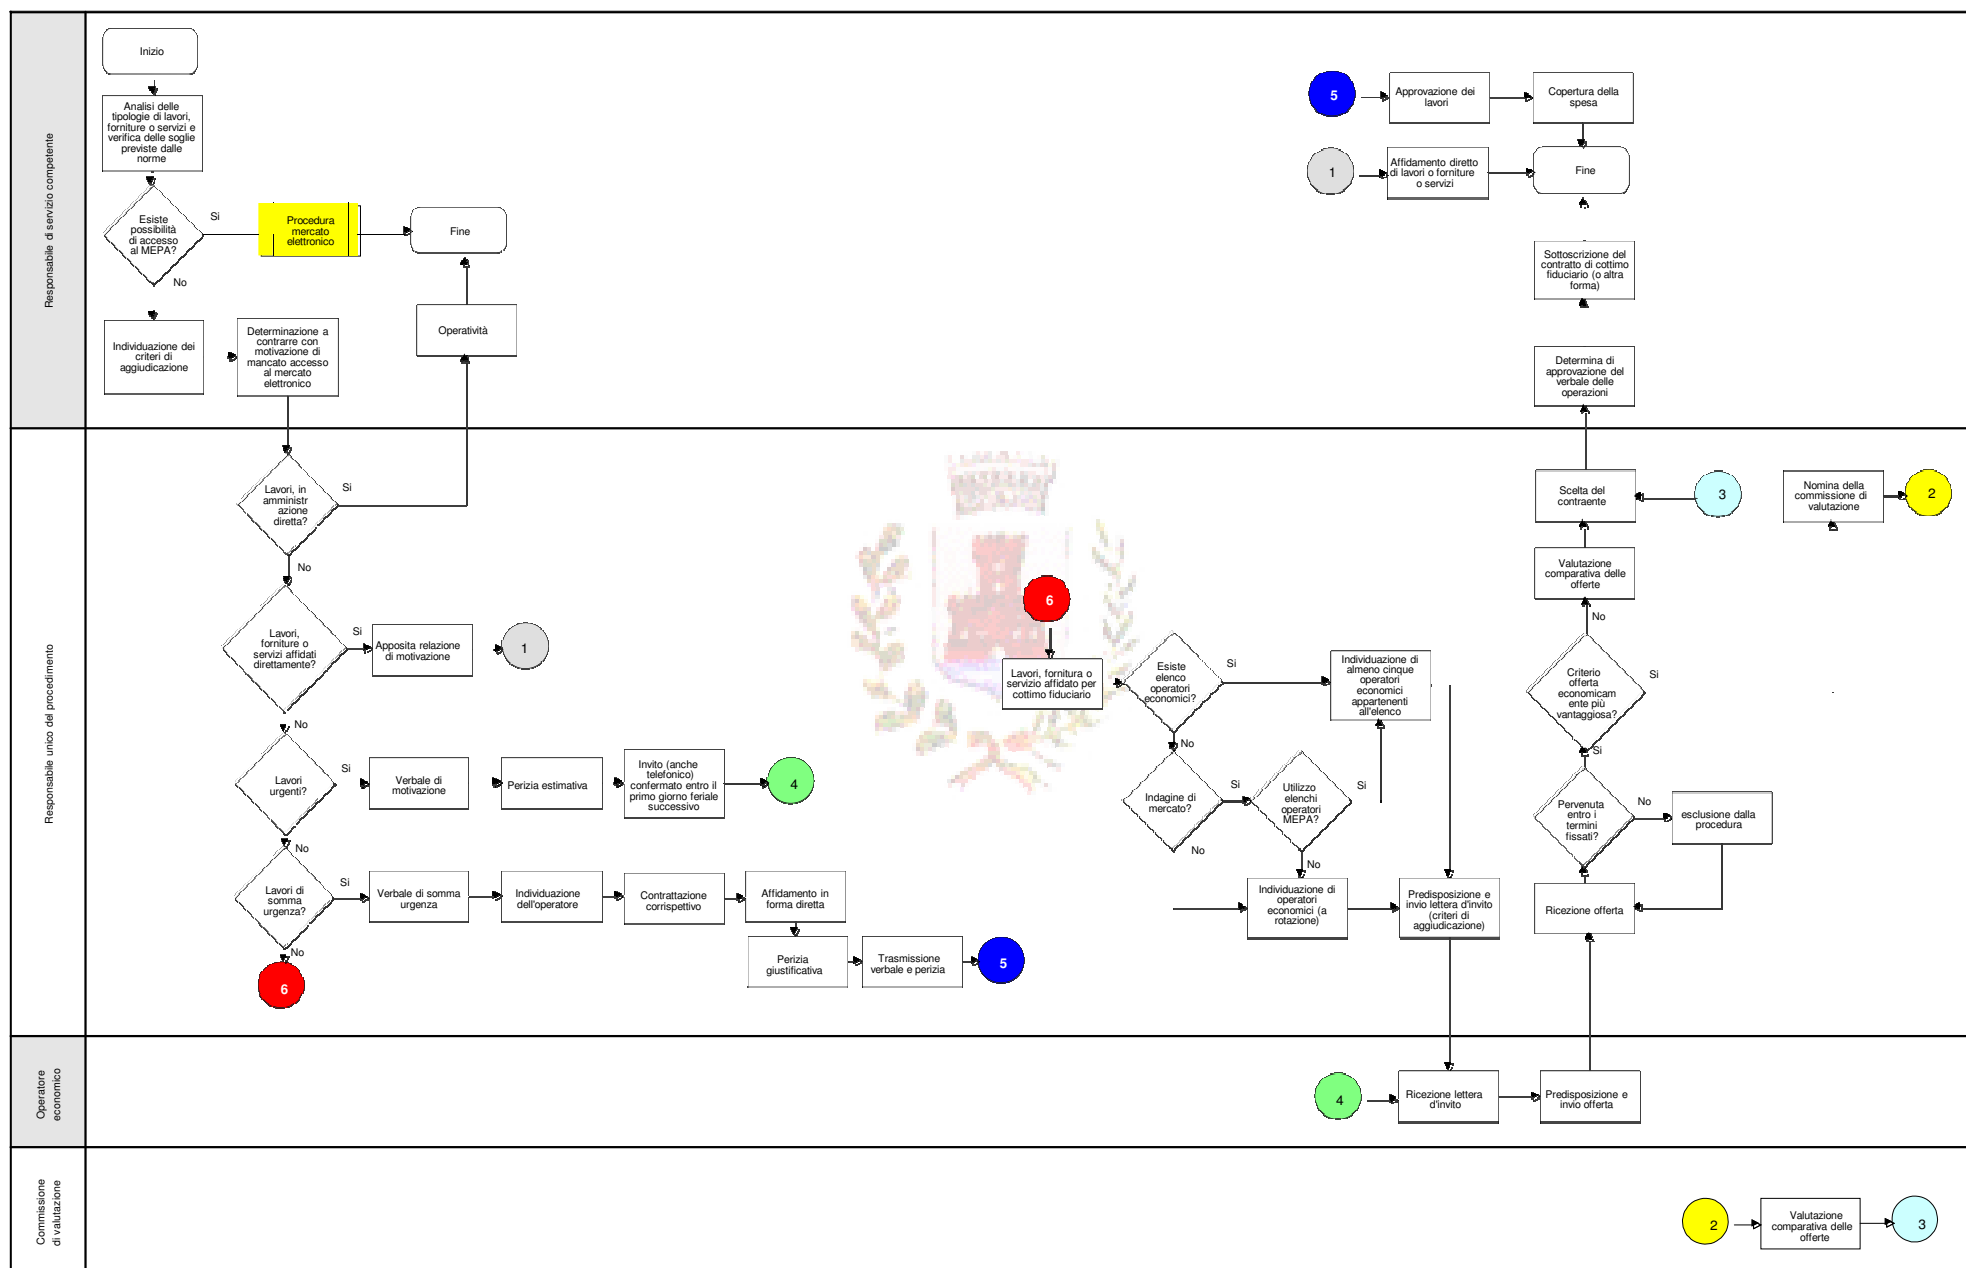 Responsabile di servizio competente
Inizio
Analisi delle
tipologie di lavori,
forniture o servizi e
verifica delle soglie
previste dalle
norme
Esiste
possibilità
di accesso
al MEPA?
Si
No
Procedura
mercato
elettronico
Fine
Individuazione dei
criteri di
aggiudicazione
Determinazione a
contrarre con
motivazione di
mancato accesso
al mercato
elettronico
Operatività
5
Approvazione dei
lavori
Copertura della
spesa
1
Affidamento diretto
di lavori o forniture
o servizi
Fine
Sottoscrizione del
contratto di cottimo
fiduciario (o altra
forma)
Determina di
approvazione del
verbale delle
operazioni
Responsabile unico del procedimento
Lavori, in
amministr
azione
diretta?
Si
No
Lavori,
forniture o
servizi affidati
direttamente?
Si
Apposita relazione
di motivazione
1
No
Lavori
urgenti?
Si
Verbale di
motivazione
Perizia estimativa
Invito (anche
telefonico)
confermato entro il
primo giorno feriale
successivo
4
No
Lavori di
somma
urgenza?
Si
Verbale di somma
urgenza
Individuazione
dell'operatore
Contrattazione
corrispettivo
Affidamento in
forma diretta
Perizia
giustificativa
Trasmissione
verbale e perizia
5
No
6
6
Lavori, fornitura o
servizio affidato per
cottimo fiduciario
Esiste
elenco
operatori
economici?
Si
Individuazione di
almeno cinque
operatori
economici
appartenenti
all'elenco
No
Indagine di
mercato?
Si
No
Utilizzo
elenchi
operatori
MEPA?
Si
No
Individuazione di
operatori
economici (a
rotazione)
Predisposizione e
invio lettera d'invito
(criteri di
aggiudicazione)
Scelta del
contraente
3
Nomina della
commissione di
valutazione
2
Valutazione
comparativa delle
offerte
No
Criterio
offerta
economicam
ente più
vantaggiosa?
Si
Si
Pervenuta
entro i
termini
fissati?
No
esclusione dalla
procedura
Ricezione offerta
Operatore
economico
4
Ricezione lettera
d'invito
Predisposizione e
invio offerta
Commissione
di valutazione
2
Valutazione
comparativa delle
offerte
3